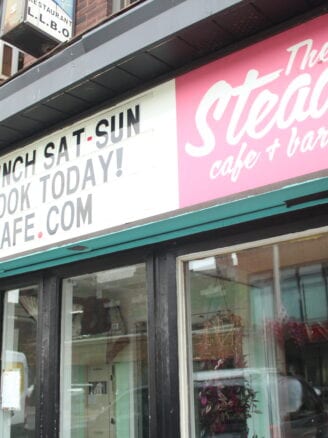 RESTAURANT
L.L.B.O
NCH SAT-SUN
OOK TODAY!
AFE.COM
The
Stead
cafe + bar